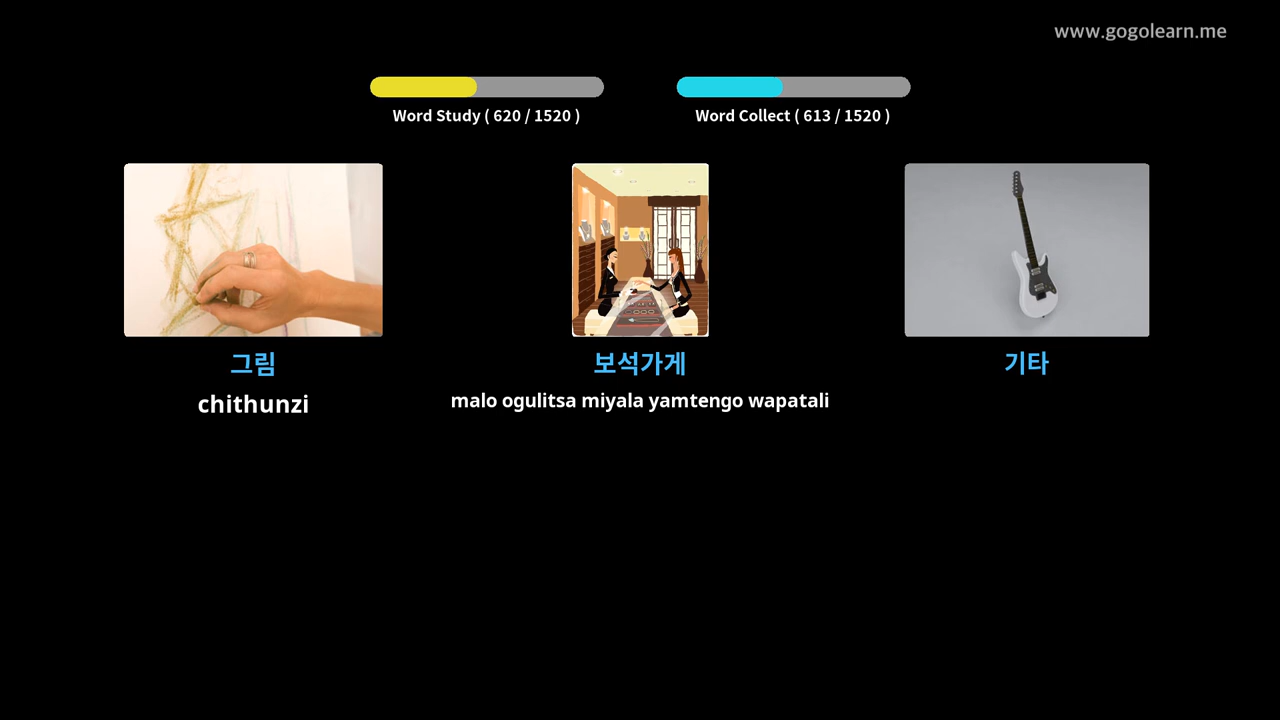 www.gogolearn.me
Word Study ( 620 / 1520 )
Word Collect ( 613 / 1520 )
그림
보석가게
기타
chithunzi
malo ogulitsa miyala yamtengo wapatali